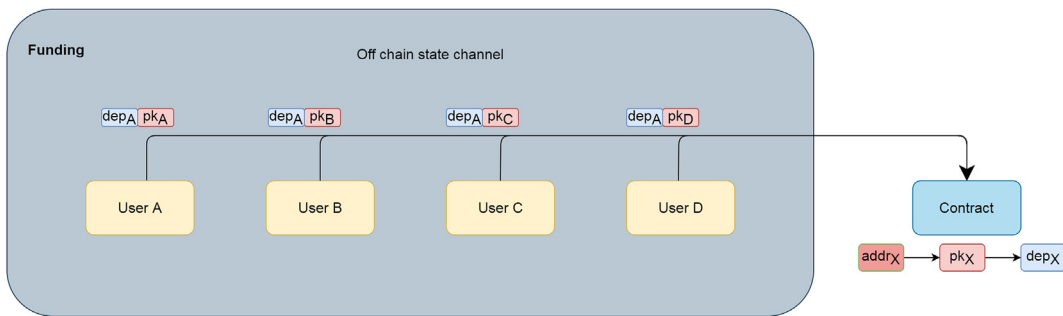 Funding
Off chain state channel
depA pkA
depA pkB
depA pkC
depA pkD
User A
User B
User C
User D
Contract
addrX
pkX
depX